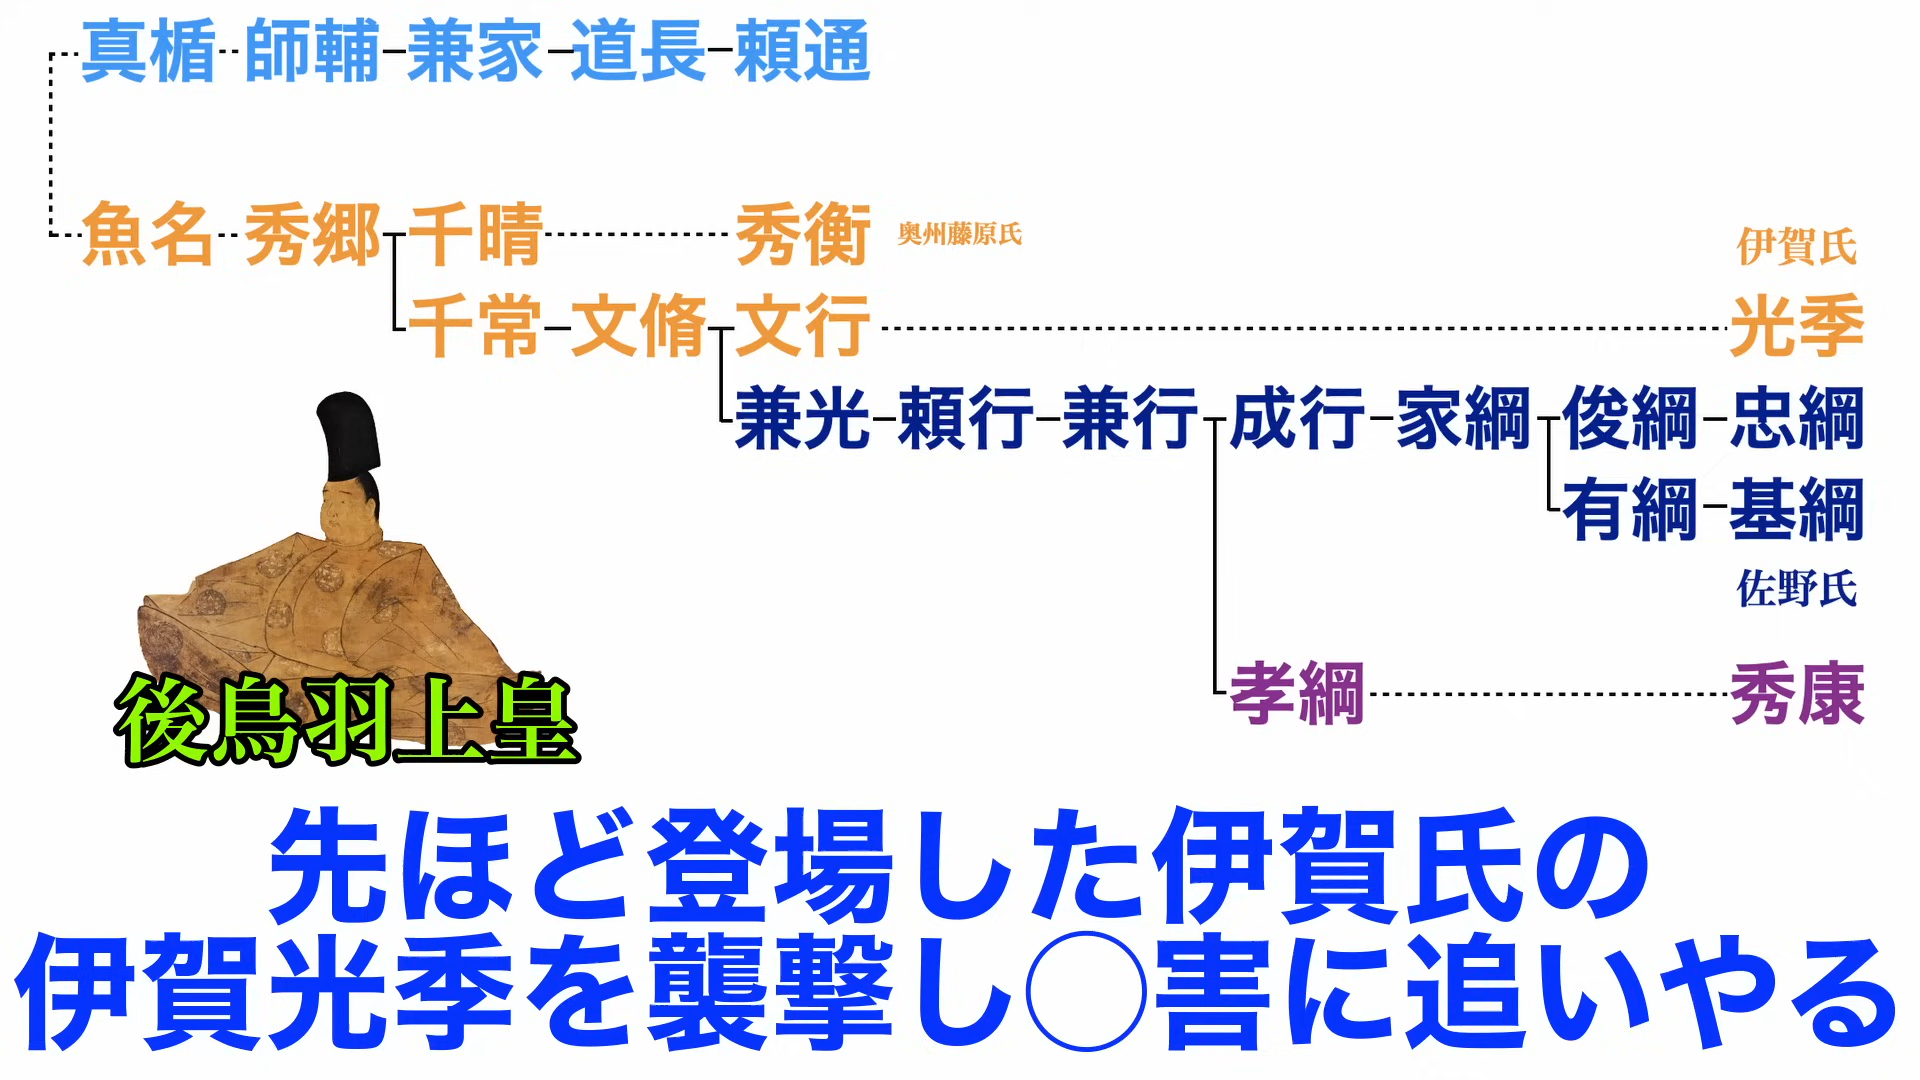 真楯 師輔 兼家 道長 頼通
魚名 秀郷 千晴 秀衡 奥州藤原氏
伊賀氏
千常 文脩 文行 光季
兼光 頼行 兼行 成行 家綱 俊綱 忠綱
有綱 基綱
佐野氏
孝綱 秀康
後鳥羽上皇
先ほど登場した伊賀氏の
伊賀光季を襲撃し◯害に追いやる